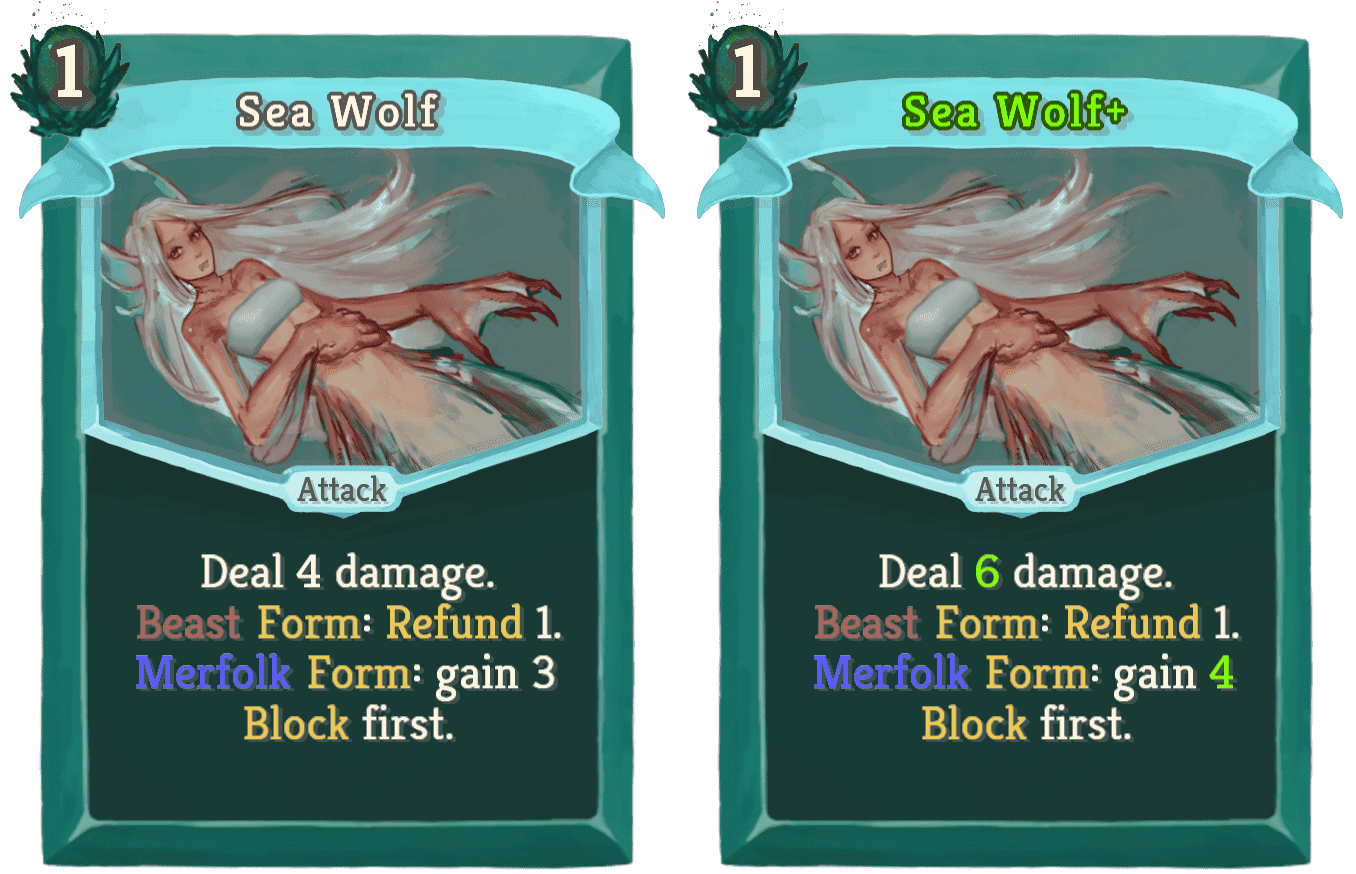 1
Sea Wolf
Attack
Deal 4 damage.
Beast Form: Refund 1.
Merfolk Form: gain 3
Block first.
1
Sea Wolf+
Attack
Deal 6 damage.
Beast Form: Refund 1.
Merfolk Form: gain 4
Block first.